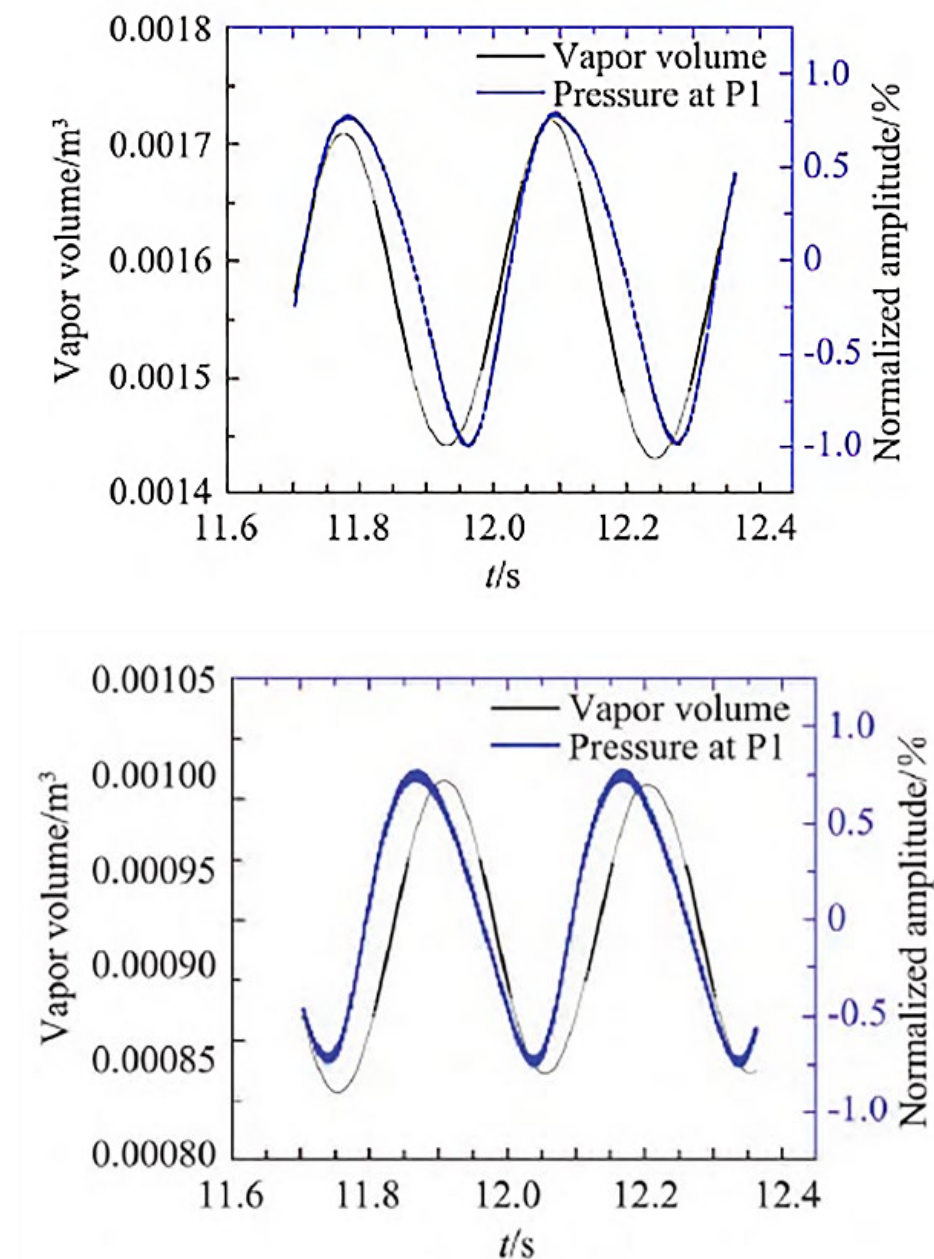 0.0018
0.0017
0.0016
0.0015
0.0014
Vapor volume/m³
Vapor volume
Pressure at P1
1.0
0.5
0
-0.5
-1.0
Normalized amplitude/%
11.6 11.8 12.0 12.2 12.4
t/s
0.00105
0.00100
0.00095
0.00090
0.00085
0.00080
Vapor volume/m³
Vapor volume
Pressure at P1
1.0
0.5
0
-0.5
-1.0
Normalized amplitude/%
11.6 11.8 12.0 12.2 12.4
t/s